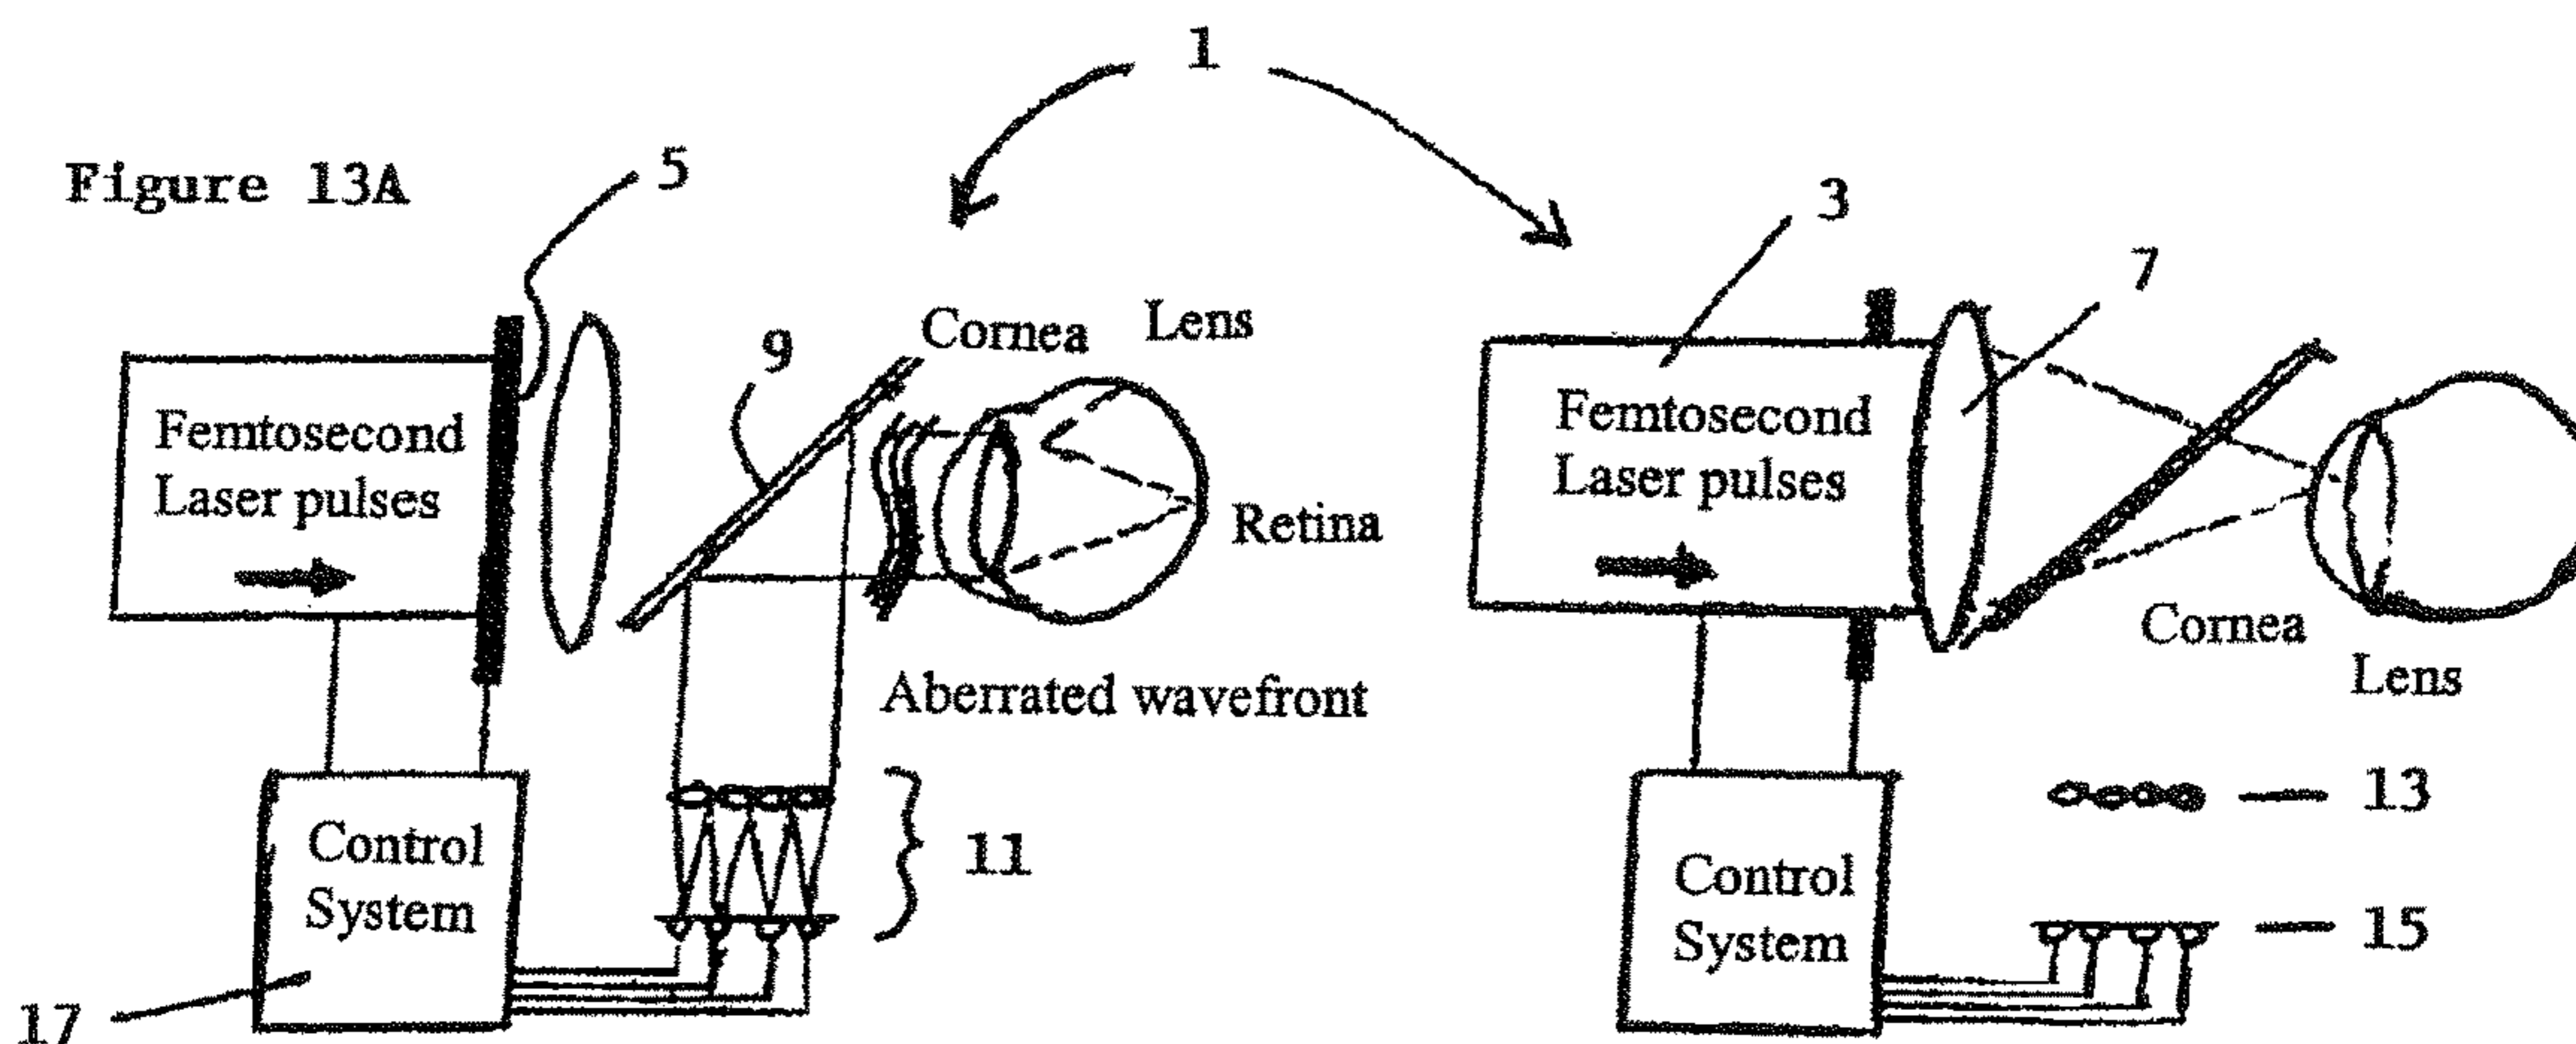 1
Figure 13A
5
3
7
9
Cornea
Lens
Femtosecond
Laser pulses
Retina
Aberrated wavefront
Control
System
11
17
Femtosecond
Laser pulses
Cornea
Lens
Control
System
13
15